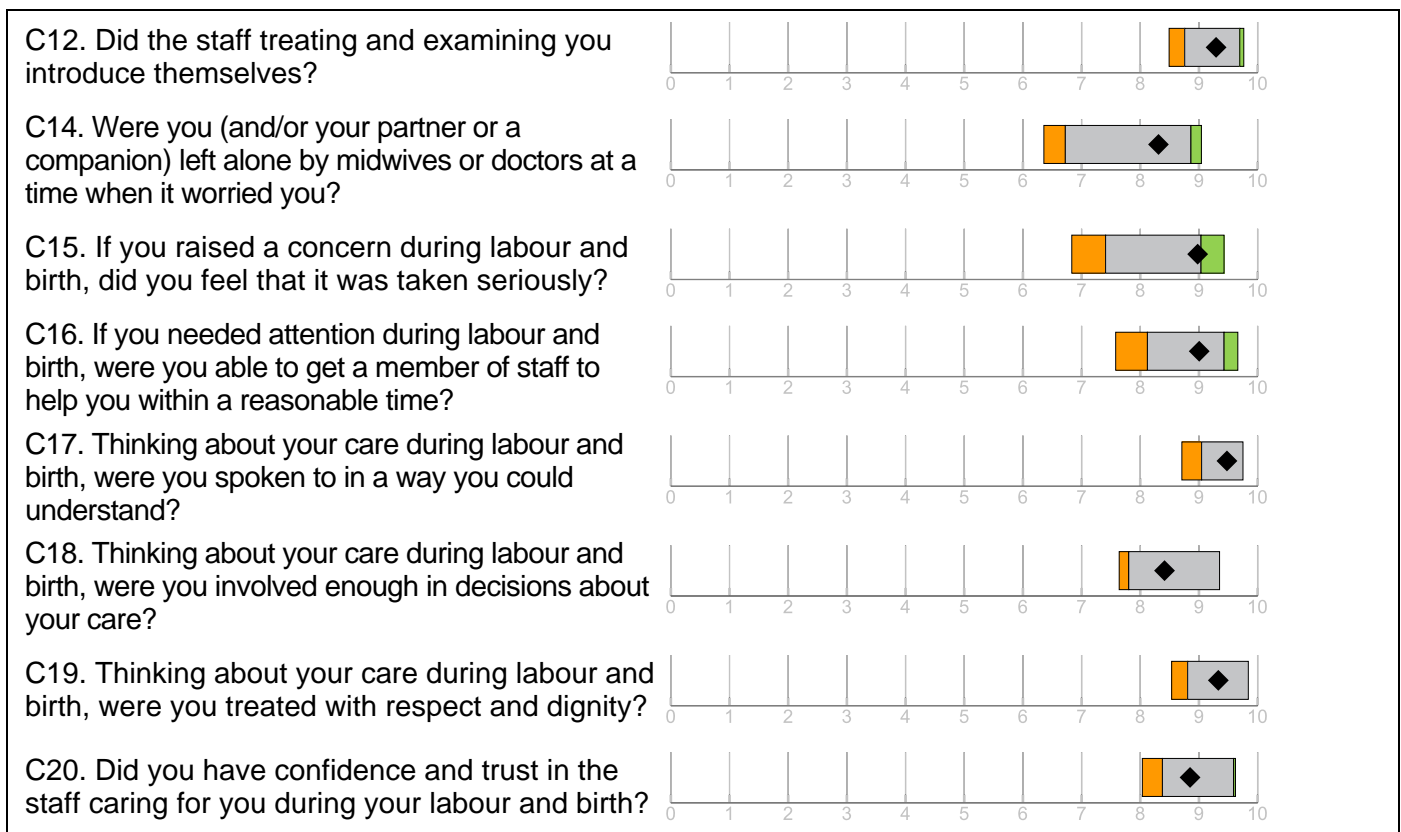 C12. Did the staff treating and examining you
introduce themselves?
0 1 2 3 4 5 6 7 8 9 10
C14. Were you (and/or your partner or a
companion) left alone by midwives or doctors at a
time when it worried you?
0 1 2 3 4 5 6 7 8 9 10
C15. If you raised a concern during labour and
birth, did you feel that it was taken seriously?
0 1 2 3 4 5 6 7 8 9 10
C16. If you needed attention during labour and
birth, were you able to get a member of staff to
help you within a reasonable time?
0 1 2 3 4 5 6 7 8 9 10
C17. Thinking about your care during labour and
birth, were you spoken to in a way you could
understand?
0 1 2 3 4 5 6 7 8 9 10
C18. Thinking about your care during labour and
birth, were you involved enough in decisions about
your care?
0 1 2 3 4 5 6 7 8 9 10
C19. Thinking about your care during labour and
birth, were you treated with respect and dignity?
0 1 2 3 4 5 6 7 8 9 10
C20. Did you have confidence and trust in the
staff caring for you during your labour and birth?
0 1 2 3 4 5 6 7 8 9 10